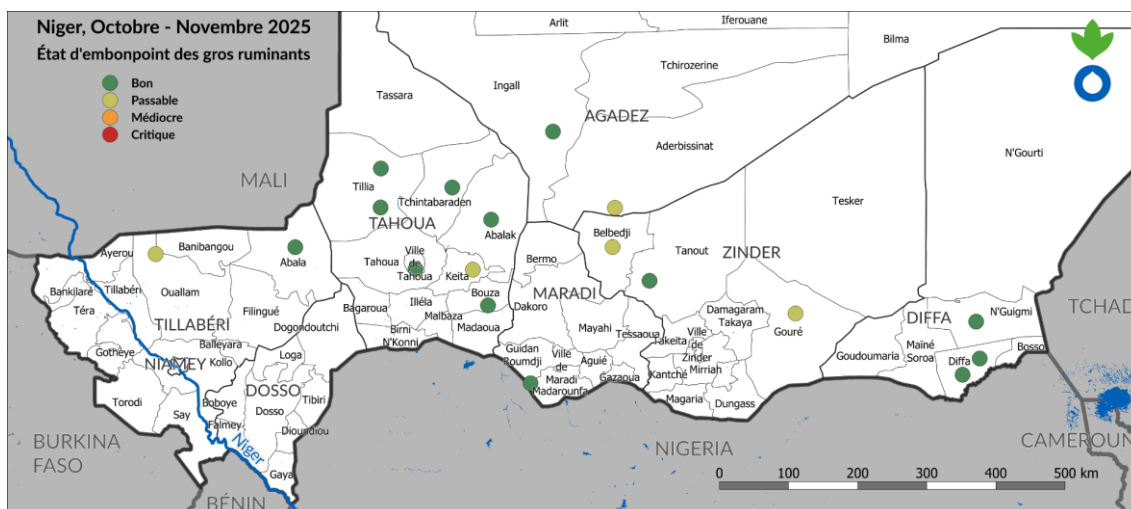 Niger, Octobre - Novembre 2025
État d'embonpoint des gros ruminants
Bon
Passable
Médiocre
Critique
Arlit
Iferouane
Bilma
Tchirozerine
Ingall
Tassara
AGADEZ
Aderbissinat
N'Gourti
MALI
Tillia
Tchintabaraden
Tesker
TAHOUA
Abalak
Belbedji
Tanout
ZINDER
Ayerou
Banibangou
Abala
Tahoua
Ville
de
Tahoua
Keita
Bermo
Bankilaré
Tillabéri
Ouallam
Téra
Filingué
Bagaroua
Illéla
Bouza
Malbaza
Dakoro
MARADI
Madaoua
Birni
N'Konni
Dogondoutchi
TILLABÉRI
Balleyara
Gothèye
NIAMEY
Kollo
Loga
DOSSO
Torodi
Say
Boboye
Dosso
Tibiri
Falmey
Dioundiou
Gaya
Niger
Mayahi
Tessaoua
Guidan
Roumdji
Ville
de
Maradi
Aguié
Madarounfa
Gazaoua
Damagaram
Takaya
Takeita
Ville
de
Zinder
Mirriah
Kantché
Magaria
Dungass
Gouré
Goudoumaria
DIFFA
Maïné
Soroa
N'Guigmi
Diffa
Bosso
TCHAD
BURKINA
FASO
BÉNIN
NIGERIA
CAMEROUN
0 100 200 300 400 500 km